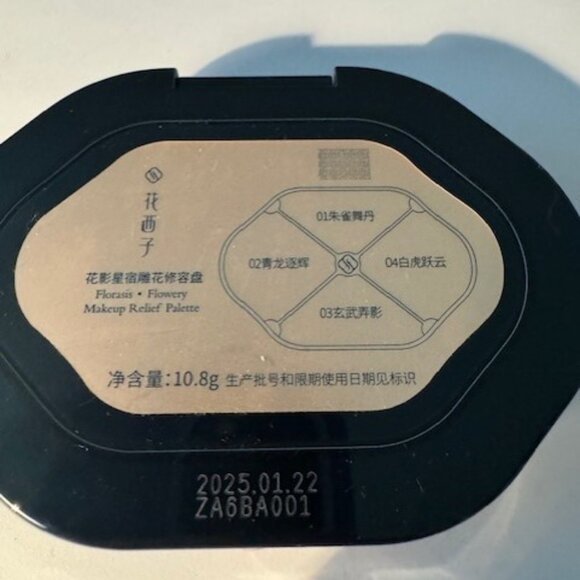 花西子
花影星宿雕花修容盘
Florasis • Flowery
Makeup Relief Palette
01朱雀舞丹
02青龙逐辉
04白虎跃云
03玄武弄影
净含量：10.8g 生产批号和限期使用日期见标识
2025.01.22
ZA6BA001